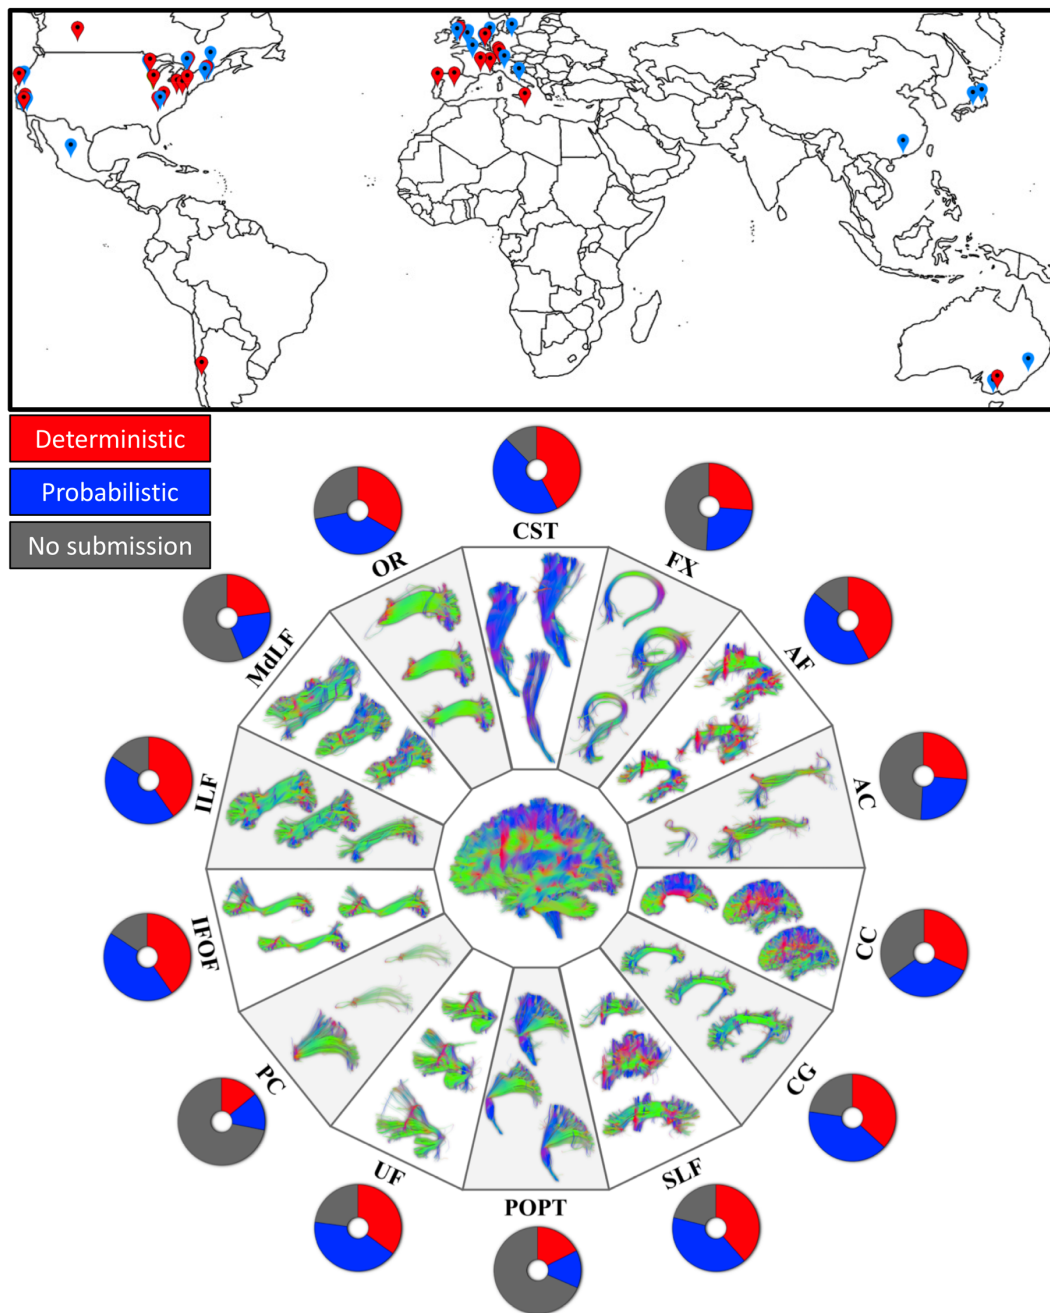 Deterministic
Probabilistic
No submission
CST
FX
AF
AC
CC
CG
SLF
POPT
UF
PC
IFOF
ILF
MdLF
OR